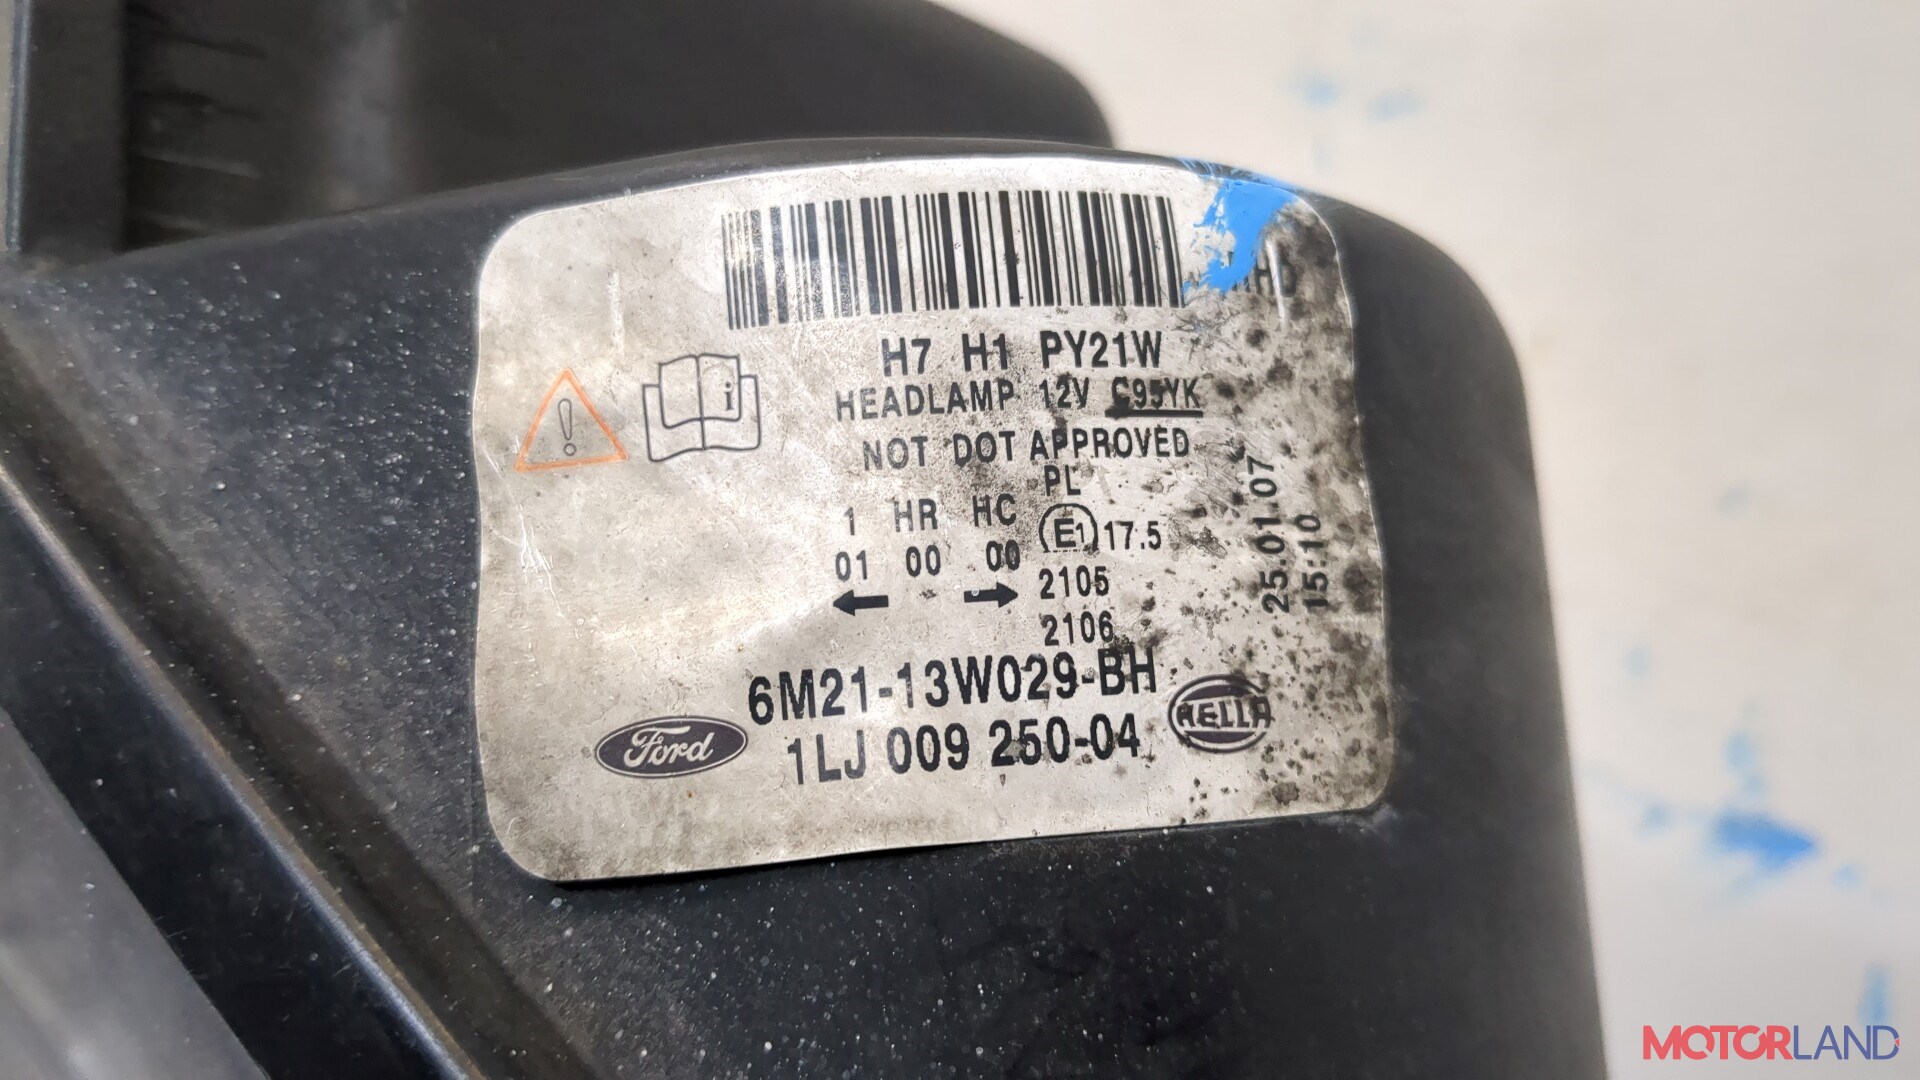 H7 H1 PY21W
HEADLAMP 12V C95YK
NOT DOT APPROVED
PL
1 HR HC E1 17.5
01 00 00
2105
2106
6M21-13W029-BH
Ford 1LJ 009 250-04 HELLA
25.01.07
15:10
MOTORLAND